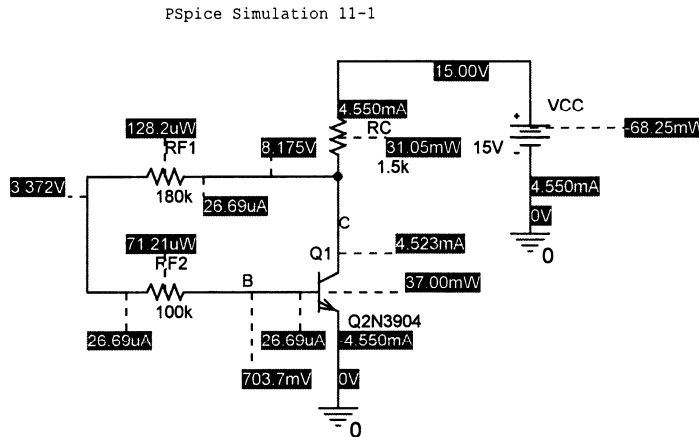 PSpice Simulation 11-1
15.00V
4.550mA
VCC
128.2uW
RF1
RC
-68.25mW
8.175V
31.05mW
15V
1.5k
3.372V
180k
26.69uA
4.550mA
0V
C
71.21uW
RF2
Q1
4.523mA
0
B
37.00mW
100k
Q2N3904
26.69uA
26.69uA
-4.550mA
703.7mV
0V
0